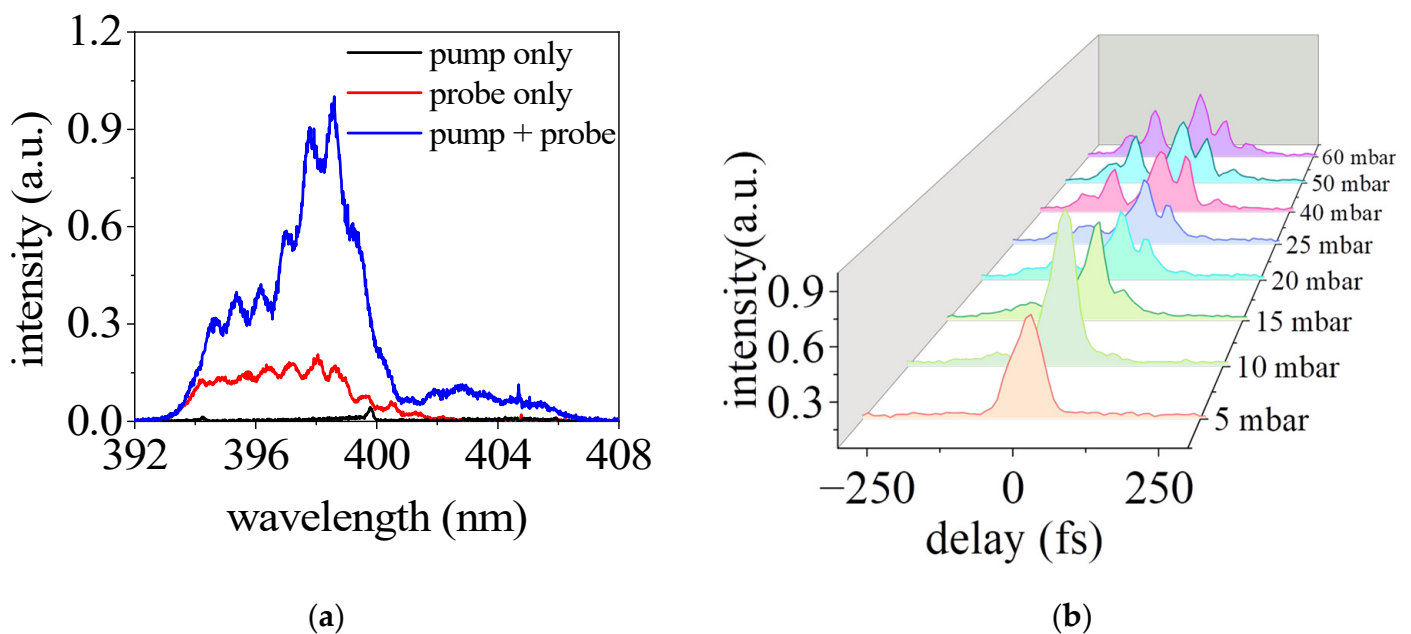 1.2
0.9
0.6
0.3
0.0
intensity (a.u.)
pump only
probe only
pump + probe
392 396 400 404 408
wavelength (nm)
(a)
60 mbar
50 mbar
40 mbar
25 mbar
20 mbar
15 mbar
10 mbar
5 mbar
intensity(a.u.)
0.9
0.6
0.3
−250 0 250
delay (fs)
(b)